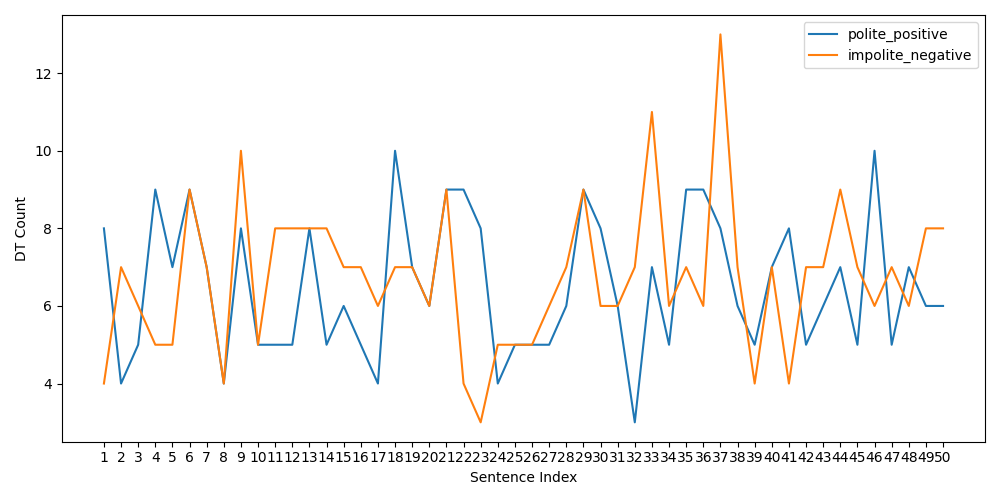 polite_positive
impolite_negative
DT Count
12
10
8
6
4
1 2 3 4 5 6 7 8 9 10 11 12 13 14 15 16 17 18 19 20 21 22 23 24 25 26 27 28 29 30 31 32 33 34 35 36 37 38 39 40 41 42 43 44 45 46 47 48 49 50
Sentence Index